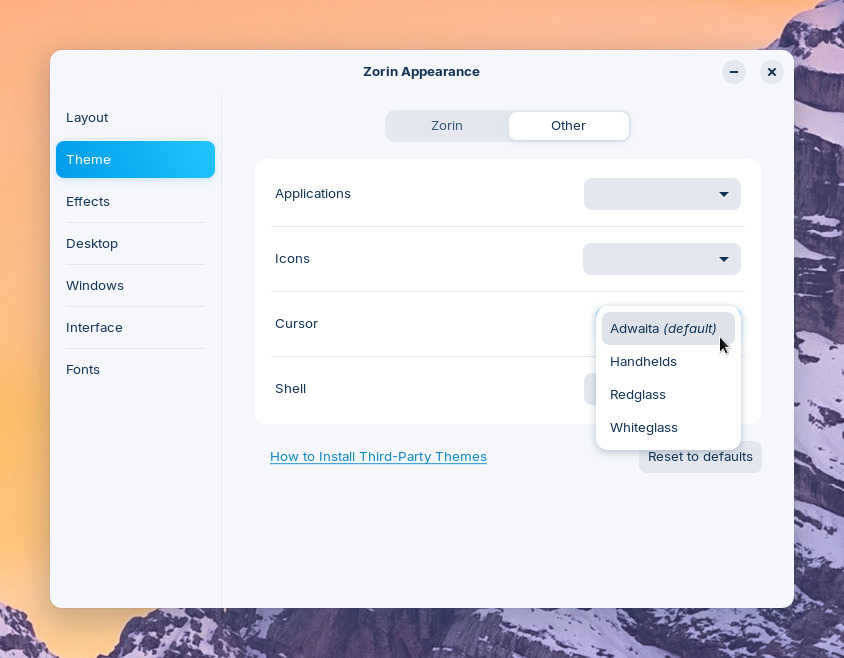 Zorin Appearance
Layout
Theme
Effects
Desktop
Windows
Interface
Fonts
Zorin
Other
Applications
Icons
Cursor
Shell
Adwaita (default)
Handhelds
Redglass
Whiteglass
How to Install Third-Party Themes
Reset to defaults